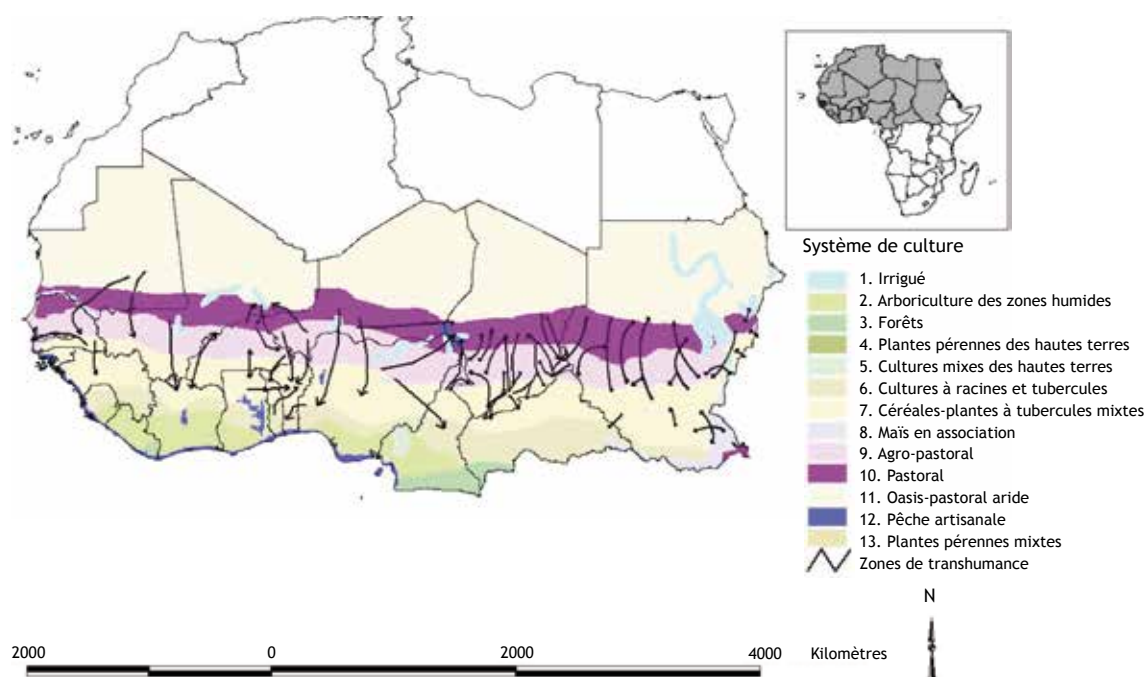 Système de culture
1. Irrigué
2. Arboriculture des zones humides
3. Forêts
4. Plantes pérennes des hautes terres
5. Cultures mixes des hautes terres
6. Cultures à racines et tubercules
7. Céréales-plantes à tubercules mixtes
8. Maïs en association
9. Agro-pastoral
10. Pastoral
11. Oasis-pastoral aride
12. Pêche artisanale
13. Plantes pérennes mixtes
Zones de transhumance
N
2000 0 2000 4000 Kilomètres